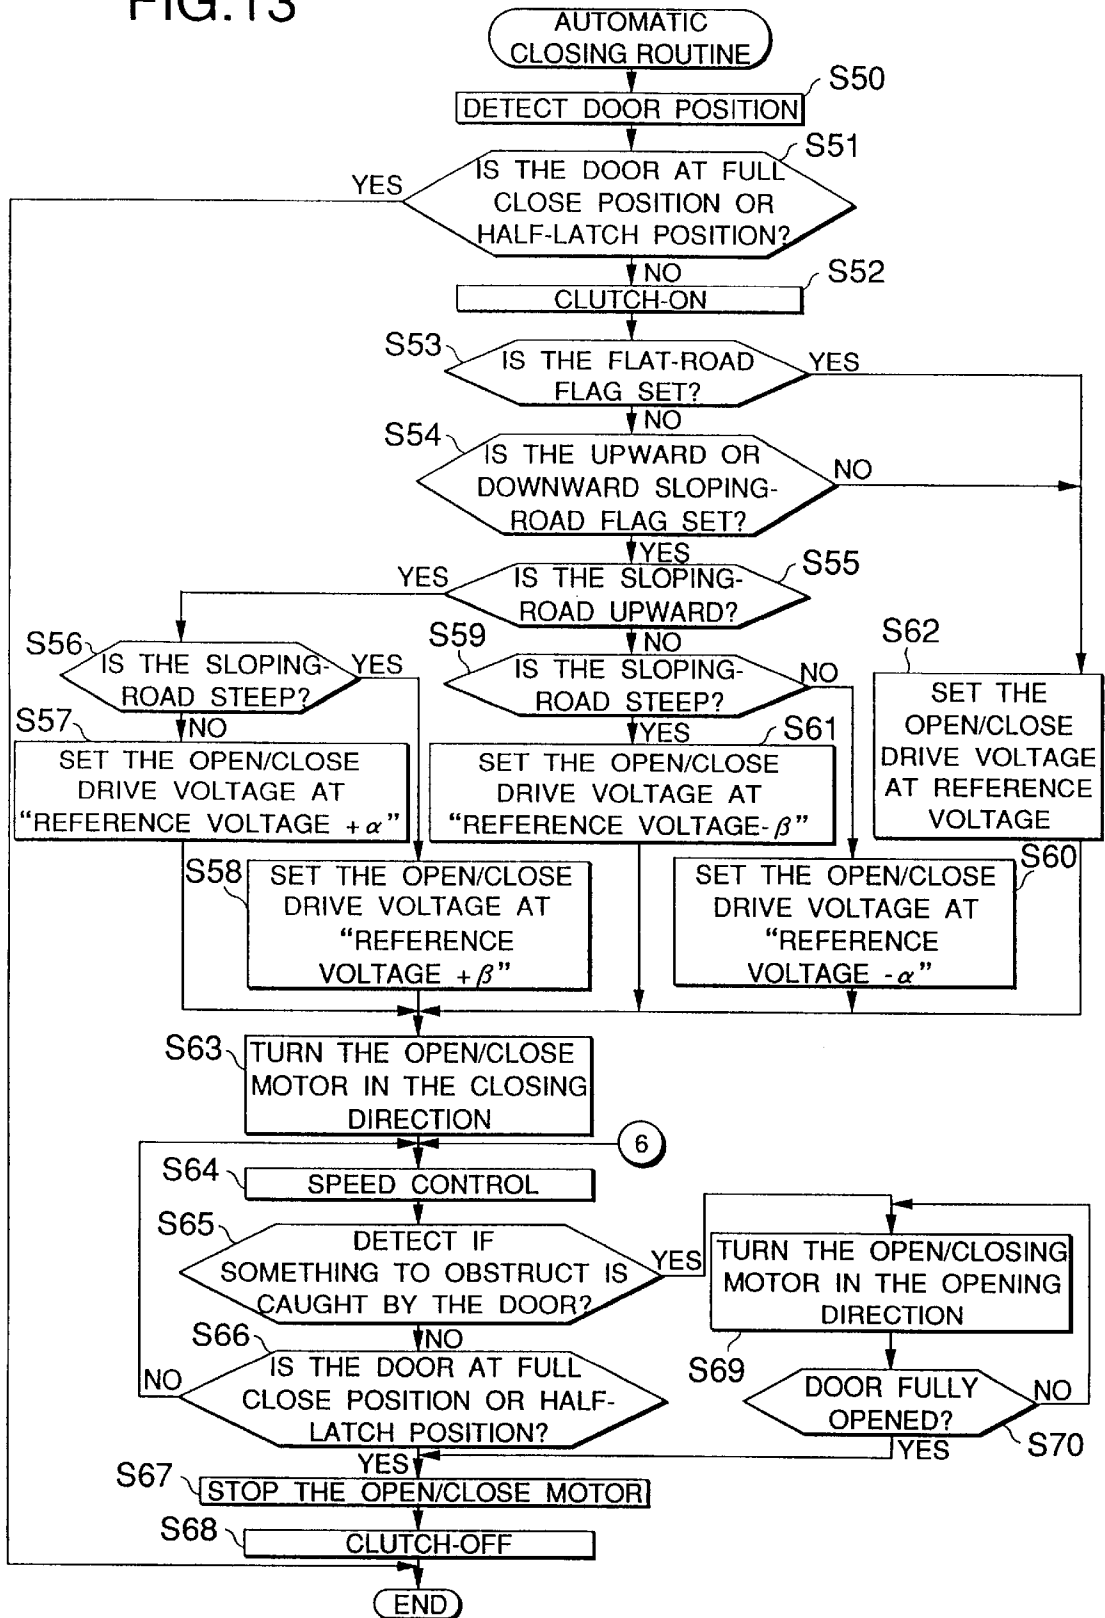 FIG.13
AUTOMATIC
CLOSING ROUTINE
S50
DETECT DOOR POSITION
S51
IS THE DOOR AT FULL
CLOSE POSITION OR
HALF-LATCH POSITION?
YES
NO
S52
CLUTCH-ON
S53
IS THE FLAT-ROAD
FLAG SET?
YES
NO
S54
IS THE UPWARD OR
DOWNWARD SLOPING-
ROAD FLAG SET?
NO
YES
S55
IS THE SLOPING-
ROAD UPWARD?
YES
NO
S56
IS THE SLOPING-
ROAD STEEP?
YES
NO
S59
IS THE SLOPING-
ROAD STEEP?
NO
YES
S62
SET THE
OPEN/CLOSE
DRIVE VOLTAGE
AT REFERENCE
VOLTAGE
S57
SET THE OPEN/CLOSE
DRIVE VOLTAGE AT
“REFERENCE VOLTAGE +α”
S61
SET THE OPEN/CLOSE
DRIVE VOLTAGE AT
“REFERENCE VOLTAGE-β”
S58
SET THE OPEN/CLOSE
DRIVE VOLTAGE AT
“REFERENCE
VOLTAGE +β”
S60
SET THE OPEN/CLOSE
DRIVE VOLTAGE AT
“REFERENCE
VOLTAGE -α”
S63
TURN THE OPEN/CLOSE
MOTOR IN THE CLOSING
DIRECTION
6
S64
SPEED CONTROL
S65
DETECT IF
SOMETHING TO OBSTRUCT IS
CAUGHT BY THE DOOR?
YES
NO
S69
TURN THE OPEN/CLOSING
MOTOR IN THE OPENING
DIRECTION
S66
IS THE DOOR AT FULL
CLOSE POSITION OR HALF-
LATCH POSITION?
NO
YES
S70
DOOR FULLY
OPENED?
NO
YES
S67
STOP THE OPEN/CLOSE MOTOR
S68
CLUTCH-OFF
END